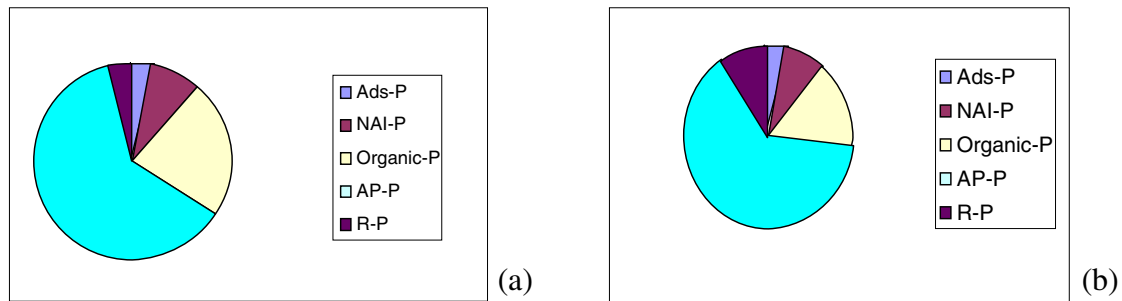 Ads-P
NAI-P
Organic-P
AP-P
R-P
(a)
Ads-P
NAI-P
Organic-P
AP-P
R-P
(b)